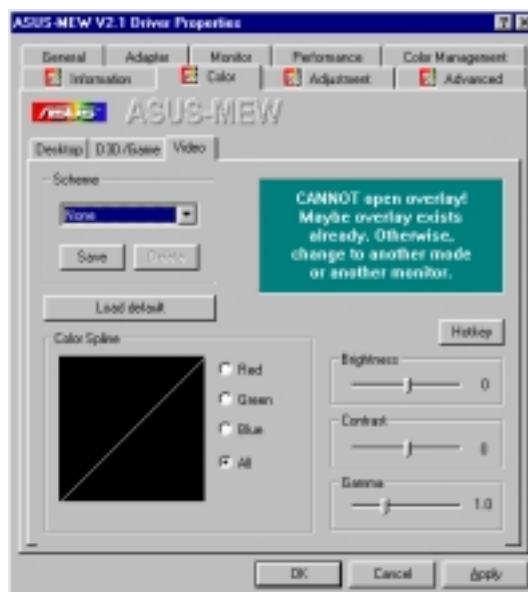 ASUS-MEW V2.1 Driver Properties
General Adapter Monitor Performance Color Management
Information Color Adjustment Advanced
ASUS ASUS-MEW
Desktop D3D/Game Video
Scheme
None
Save Delete
Load default
CANNOT open overlay!
Maybe overlay exists
already. Otherwise,
change to another mode
or another monitor.
Hotkey
Color Spline
Red
Green
Blue
All
Brightness
0
Contrast
0
Gamma
1.0
OK Cancel Apply